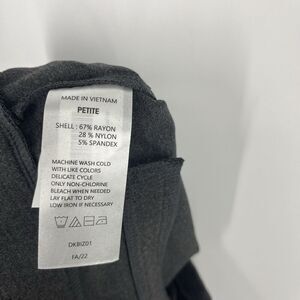 MADE IN VIETNAM
PETITE
SHELL : 67% RAYON
28 % NYLON
5% SPANDEX
MACHINE WASH COLD
WITH LIKE COLORS
DELICATE CYCLE
ONLY NON-CHLORINE
BLEACH WHEN NEEDED
LAY FLAT TO DRY
LOW IRON IF NECESSARY
DKBIZ01
FA/22